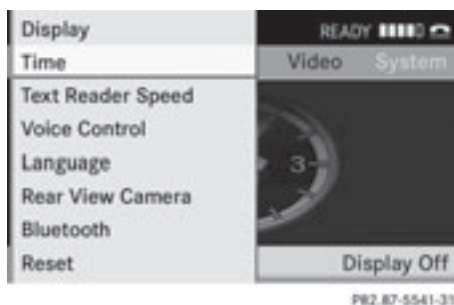 Display
READY
Time
Video System
Text Reader Speed
Voice Control
Language
3
Rear View Camera
Bluetooth
Reset
Display Off
P82.87-5541-31